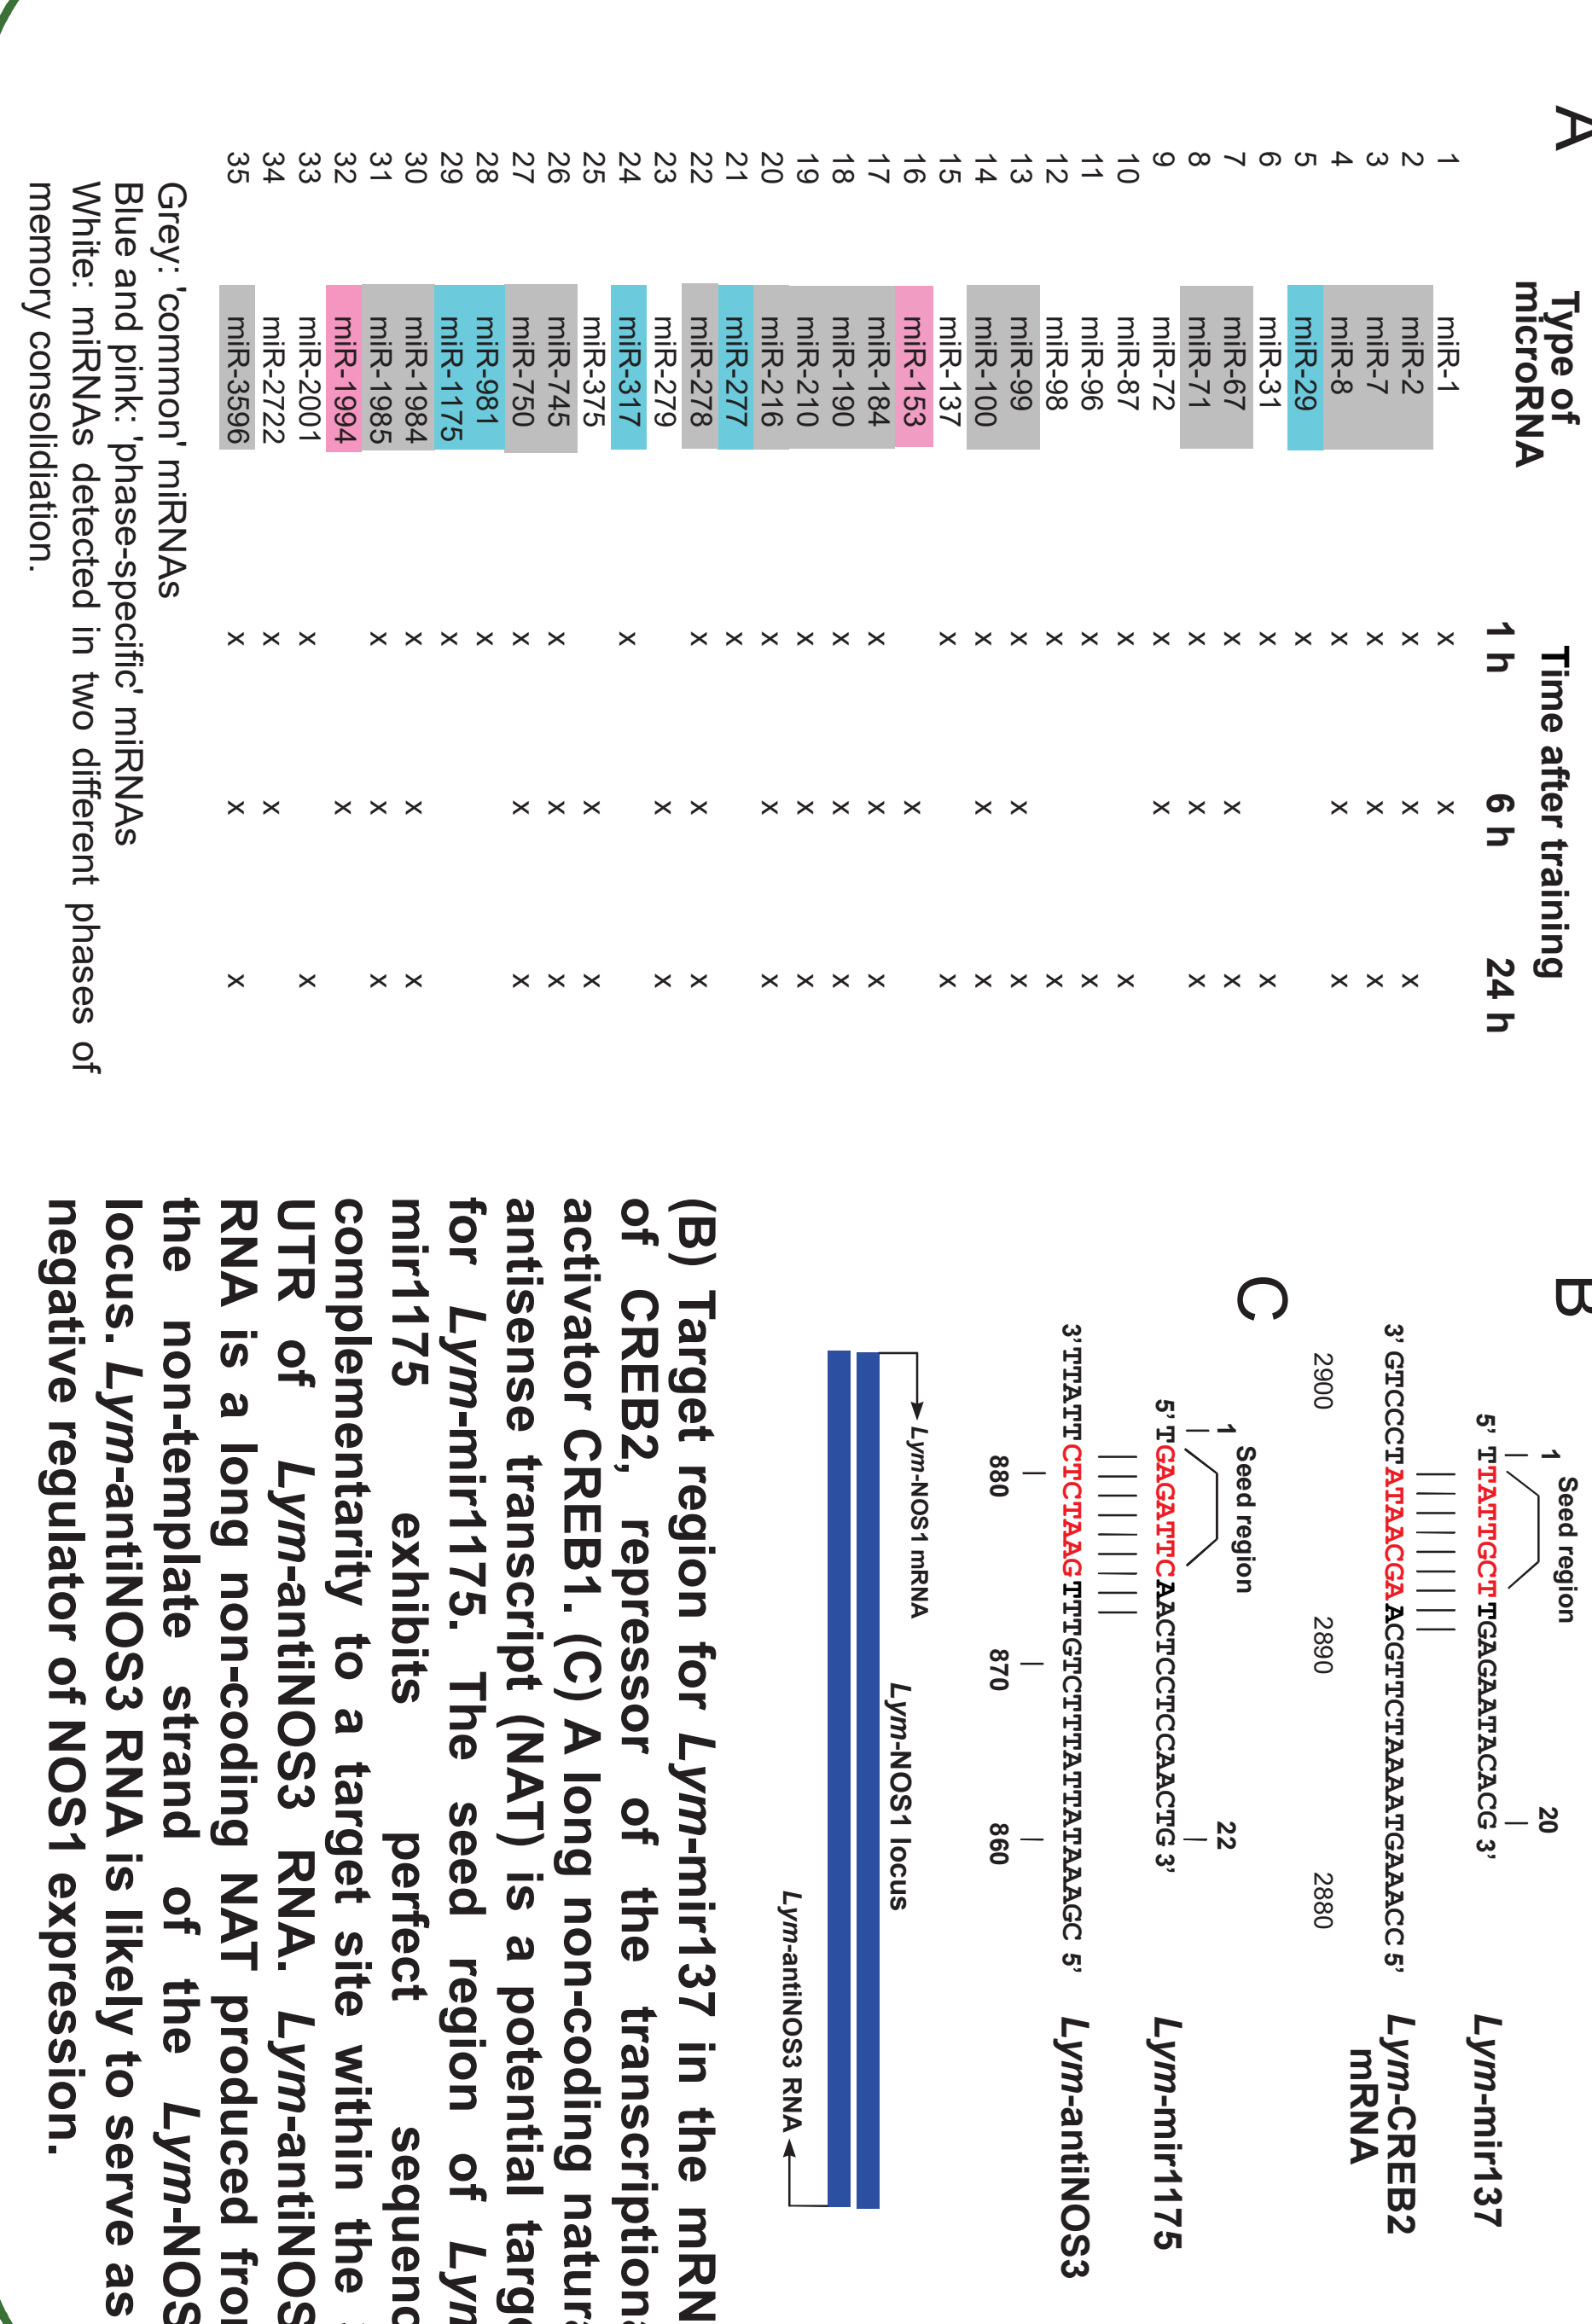 A
Type of
microRNA
Time after training
1 h 6 h 24 h
1 miR-1 x x
2 miR-2 x x x
3 miR-7 x x x
4 miR-8 x x x
5 miR-29 x
6 miR-31 x x
7 miR-67 x x x
8 miR-71 x x x
9 miR-72 x x
10 miR-87 x x
11 miR-96 x x
12 miR-98 x x
13 miR-99 x x x
14 miR-100 x x x
15 miR-137 x x
16 miR-153 x
17 miR-184 x x x
18 miR-190 x x x
19 miR-210 x x x
20 miR-216 x x x
21 miR-277 x
22 miR-278 x x x
23 miR-279 x x
24 miR-317 x
25 miR-375 x x
26 miR-745 x x x
27 miR-750 x x x
28 miR-981 x
29 miR-1175 x
30 miR-1984 x x x
31 miR-1985 x x x
32 miR-1994 x
33 miR-2001 x x
34 miR-2722 x x
35 miR-3596 x x x
Grey: 'common' miRNAs
Blue and pink: 'phase-specific' miRNAs
White: miRNAs detected in two different phases of
memory consolidiation.
B
Seed region
1 20
5’ TTATTGCTTGAGAATACACG 3’ Lym-mir137
3’ GTCCCTATAACGAACGTTCTAAAATGAAACC 5’ Lym-CREB2
mRNA
2900 2890 2880
C
Seed region
1 22
5’ TGAGATTCAACTCCTCCAACTG 3’ Lym-mir1175
3’TTATTCTCTAAGTTTGTCTTTATTATAAAGC 5’ Lym-antiNOS3
880 870 860
Lym-NOS1 mRNA
Lym-NOS1 locus
Lym-antiNOS3 RNA
(B) Target region for Lym-mir137 in the mRN
of CREB2, repressor of the transcriptiona
activator CREB1. (C) A long non-coding natura
antisense transcript (NAT) is a potential targe
for Lym-mir1175. The seed region of Lym
mir1175 exhibits perfect sequenc
complementarity to a target site within the
UTR of Lym-antiNOS3 RNA. Lym-antiNOS
RNA is a long non-coding NAT produced fron
the non-template strand of the Lym-NOS
locus. Lym-antiNOS3 RNA is likely to serve as
negative regulator of NOS1 expression.